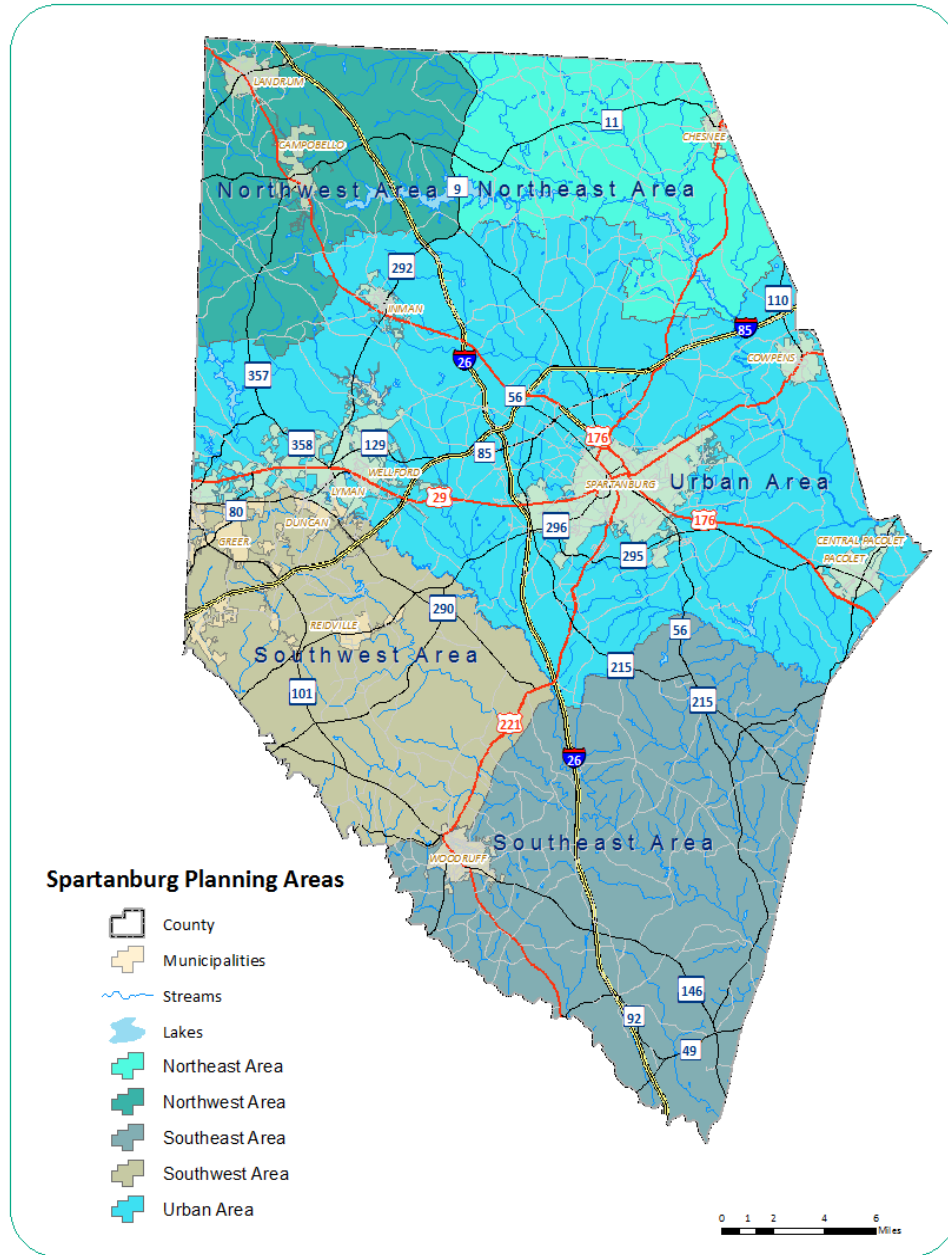 LANDRUM
11
CHESNEE
CAMPOBELLO
Northwest Area
9
Northeast Area
292
110
INMAN
85
26
COWPENS
357
56
176
358
129
85
WELLFORD
SPARTANBURG
Urban Area
LYMAN
29
80
DUNCAN
296
176
GREER
295
CENTRAL PACOLET
PACOLET
290
REIDVILLE
56
Southwest Area
215
101
215
221
26
Southeast Area
WOODRUFF
146
92
49
Spartanburg Planning Areas
County
Municipalities
Streams
Lakes
Northeast Area
Northwest Area
Southeast Area
Southwest Area
Urban Area
0 1 2 4 6
Miles